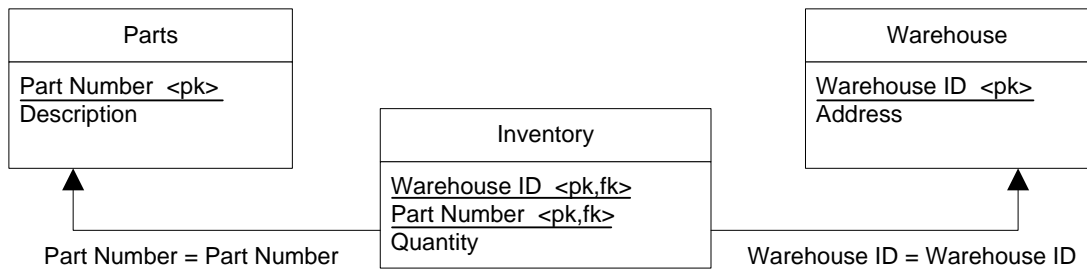 Parts
Part Number <pk>
Description
Warehouse
Warehouse ID <pk>
Address
Inventory
Warehouse ID <pk,fk>
Part Number <pk,fk>
Quantity
Part Number = Part Number
Warehouse ID = Warehouse ID